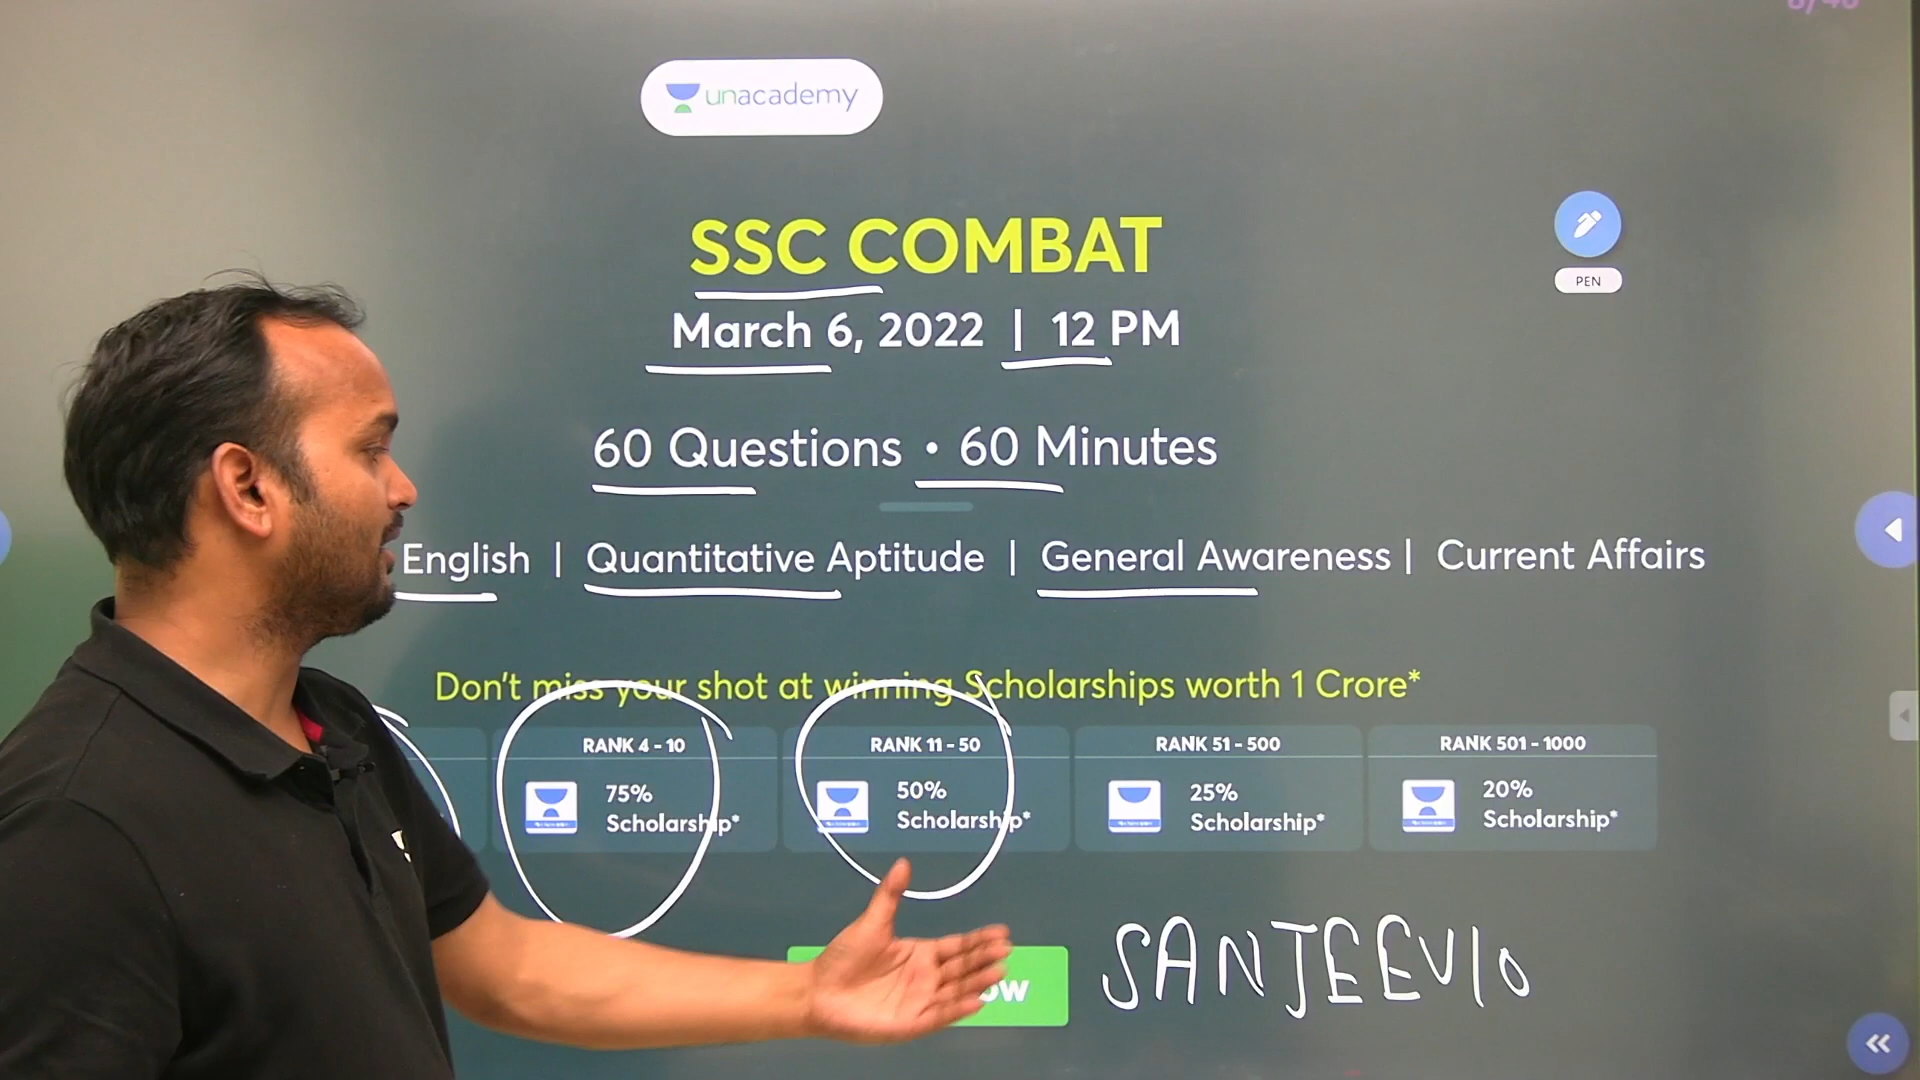 unacademy
SSC COMBAT
March 6, 2022 | 12 PM
PEN
60 Questions • 60 Minutes
English | Quantitative Aptitude | General Awareness | Current Affairs
Don't miss your shot at winning Scholarships worth 1 Crore*
RANK 4 - 10
75%
Scholarship*
RANK 11 - 50
50%
Scholarship*
RANK 51 - 500
25%
Scholarship*
RANK 501 - 1000
20%
Scholarship*
SANJEEV10